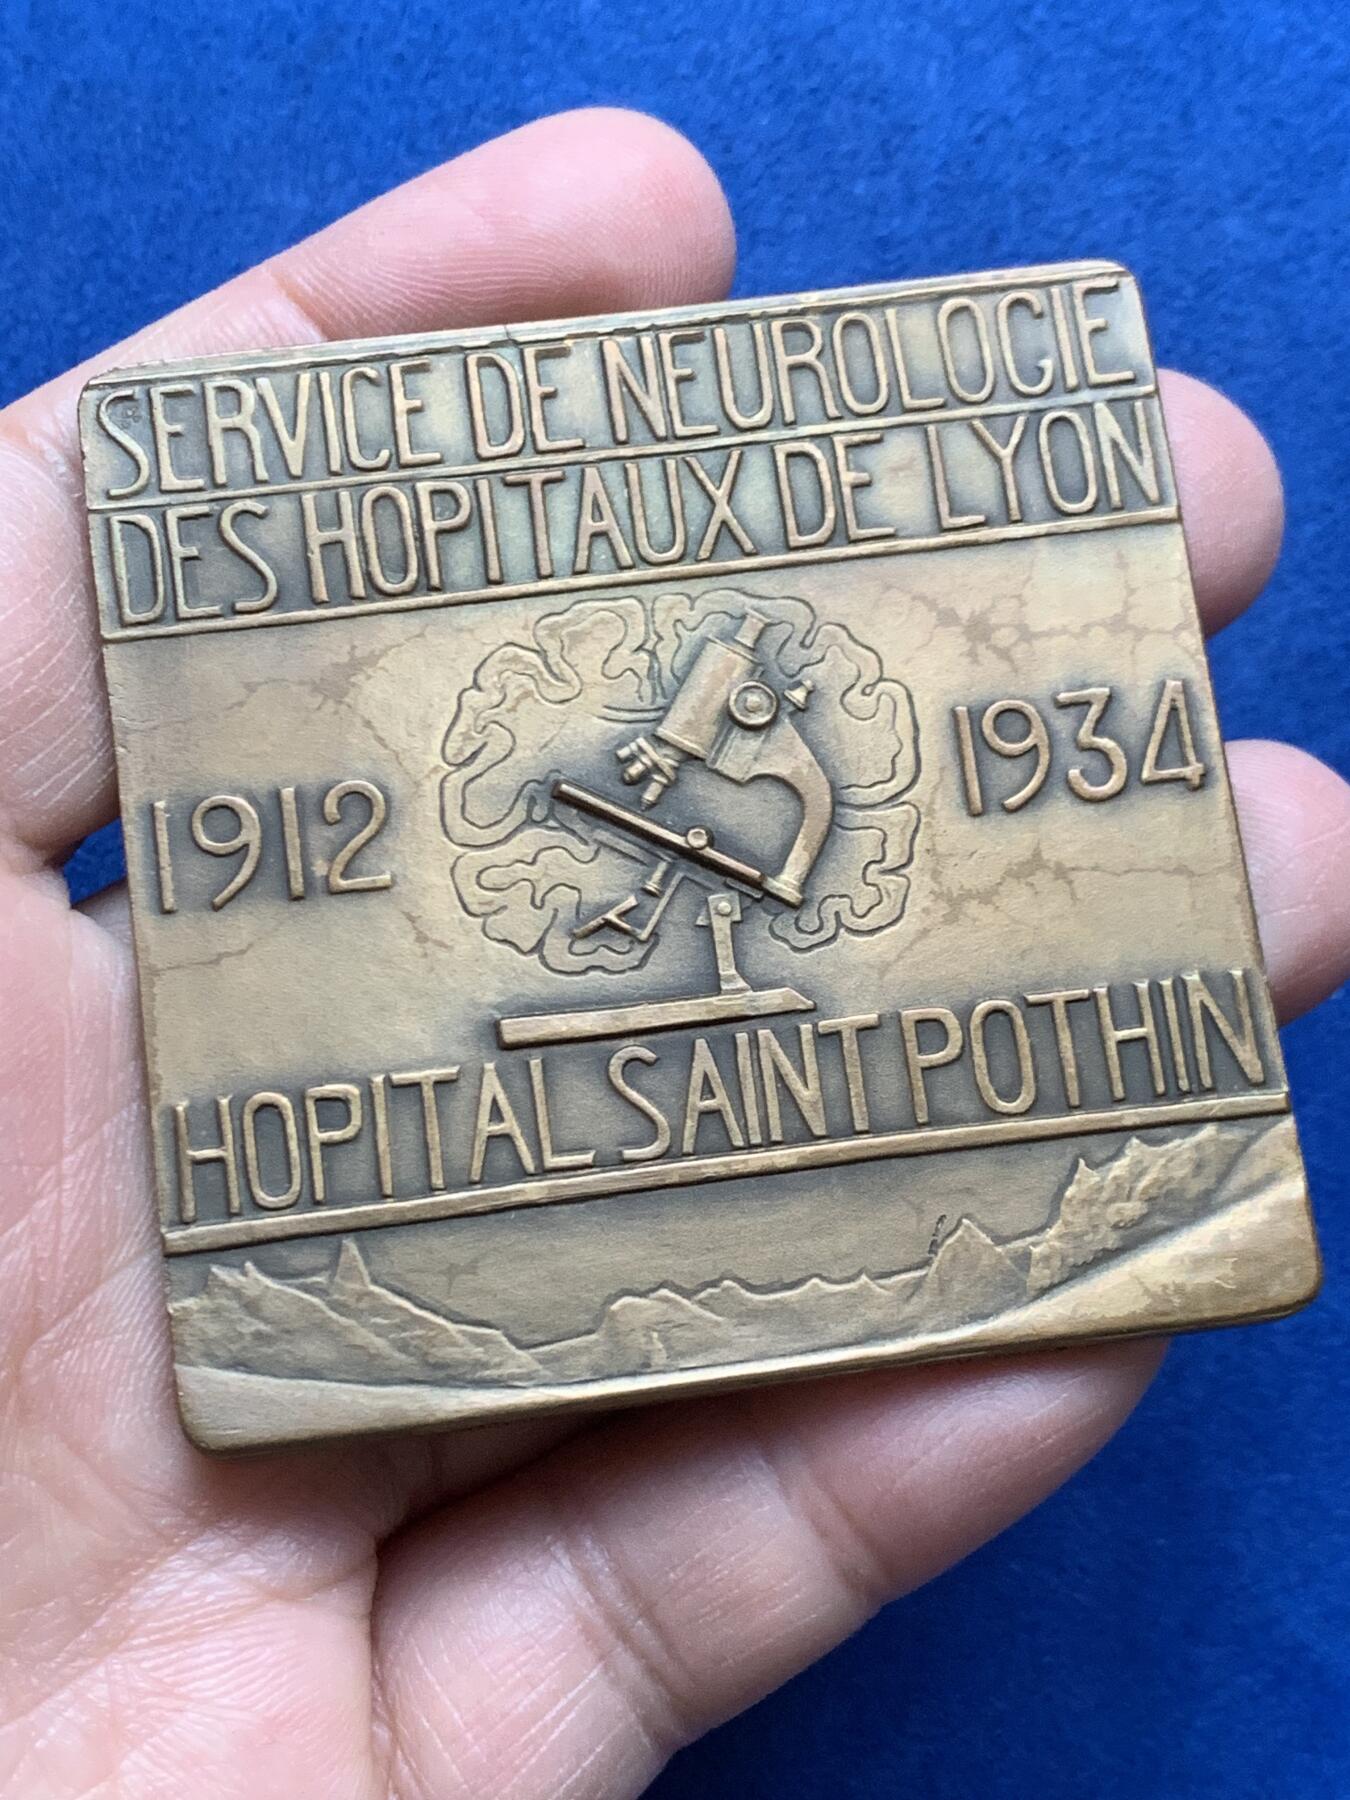 SERVICE DE NEUROLOGIE
DES HOPITAUX DE LYON
1912 1934
HOPITAL SAINT POTHIN